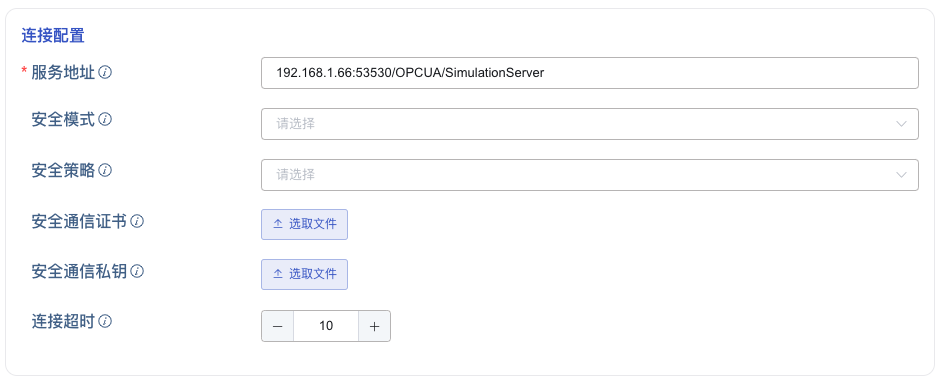 连接配置
* 服务地址
192.168.1.66:53530/OPCUA/SimulationServer
安全模式
请选择
安全策略
请选择
安全通信证书
选取文件
安全通信私钥
选取文件
连接超时
10